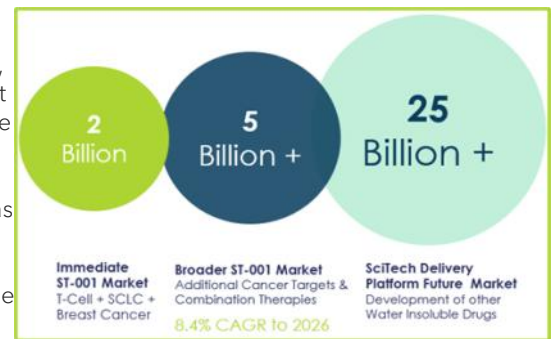 2
Billion
5
Billion +
25
Billion +
Immediate
ST-001 Market
T-Cell + SCLC +
Breast Cancer
Broader ST-001 Market
Additional Cancer Targets &
Combination Therapies
8.4% CAGR to 2026
SciTech Delivery
Platform Future Market
Development of other
Water Insoluble Drugs